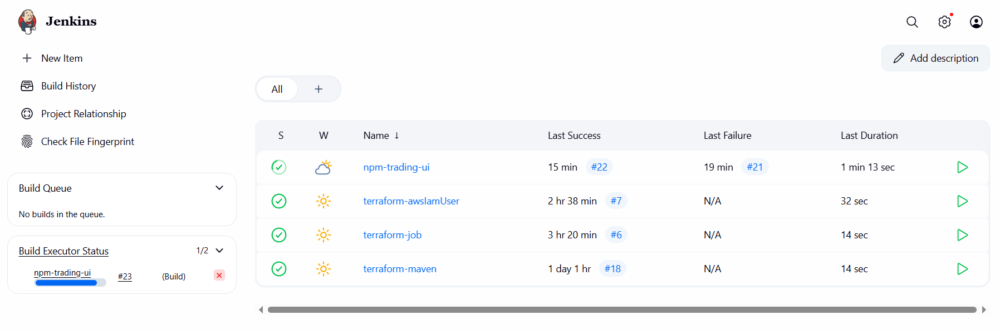 Jenkins
New Item
Build History
Project Relationship
Check File Fingerprint
Build Queue
No builds in the queue.
Build Executor Status 1/2
npm-trading-ui #23 (Build)
Add description
All
S W Name ↓ Last Success Last Failure Last Duration
npm-trading-ui 15 min #22 19 min #21 1 min 13 sec
terraform-awsIamUser 2 hr 38 min #7 N/A 32 sec
terraform-job 3 hr 20 min #6 N/A 14 sec
terraform-maven 1 day 1 hr #18 N/A 14 sec